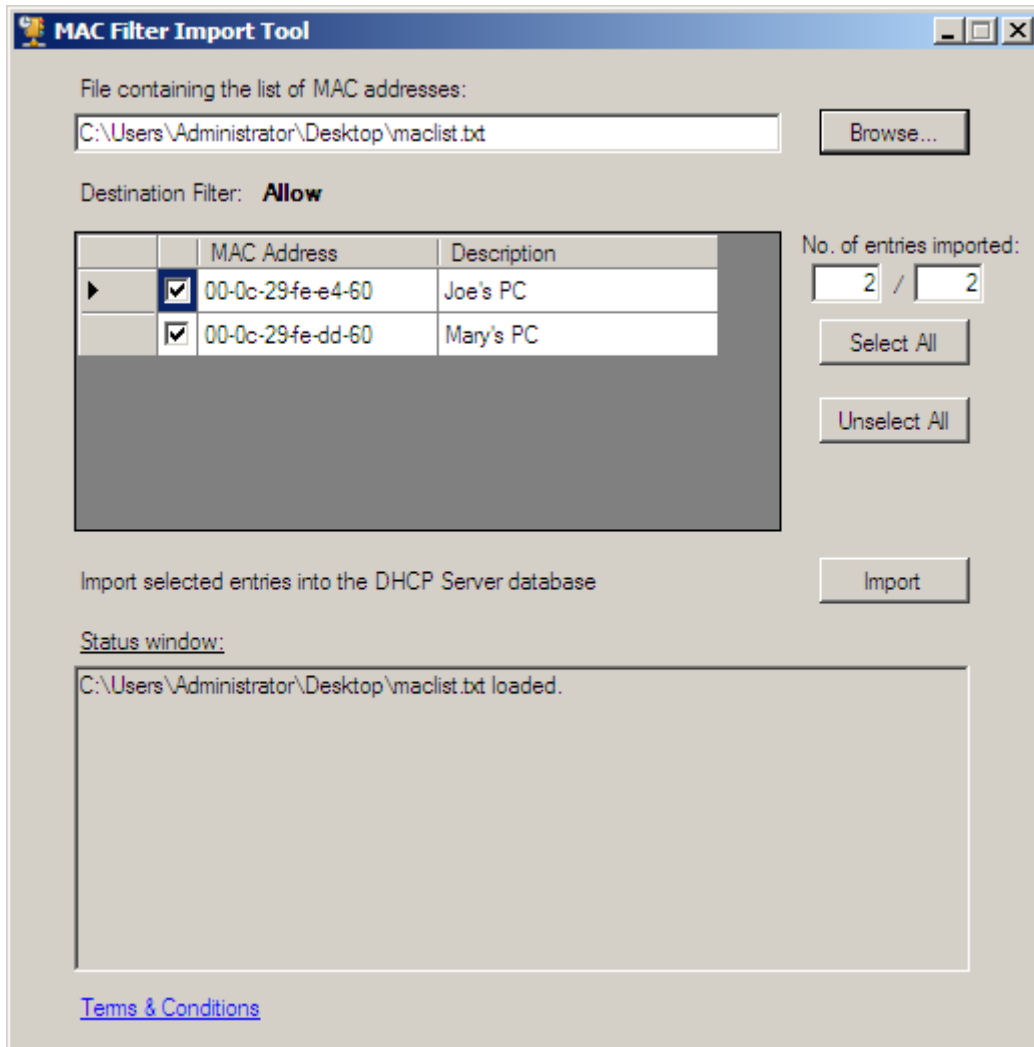 MAC Filter Import Tool
File containing the list of MAC addresses:
C:\Users\Administrator\Desktop\maclist.txt
Browse...
Destination Filter: Allow
MAC Address Description
00-0c-29-fe-e4-60 Joe's PC
00-0c-29-fe-dd-60 Mary's PC
No. of entries imported:
2 / 2
Select All
Unselect All
Import selected entries into the DHCP Server database
Import
Status window:
C:\Users\Administrator\Desktop\maclist.txt loaded.
Terms & Conditions